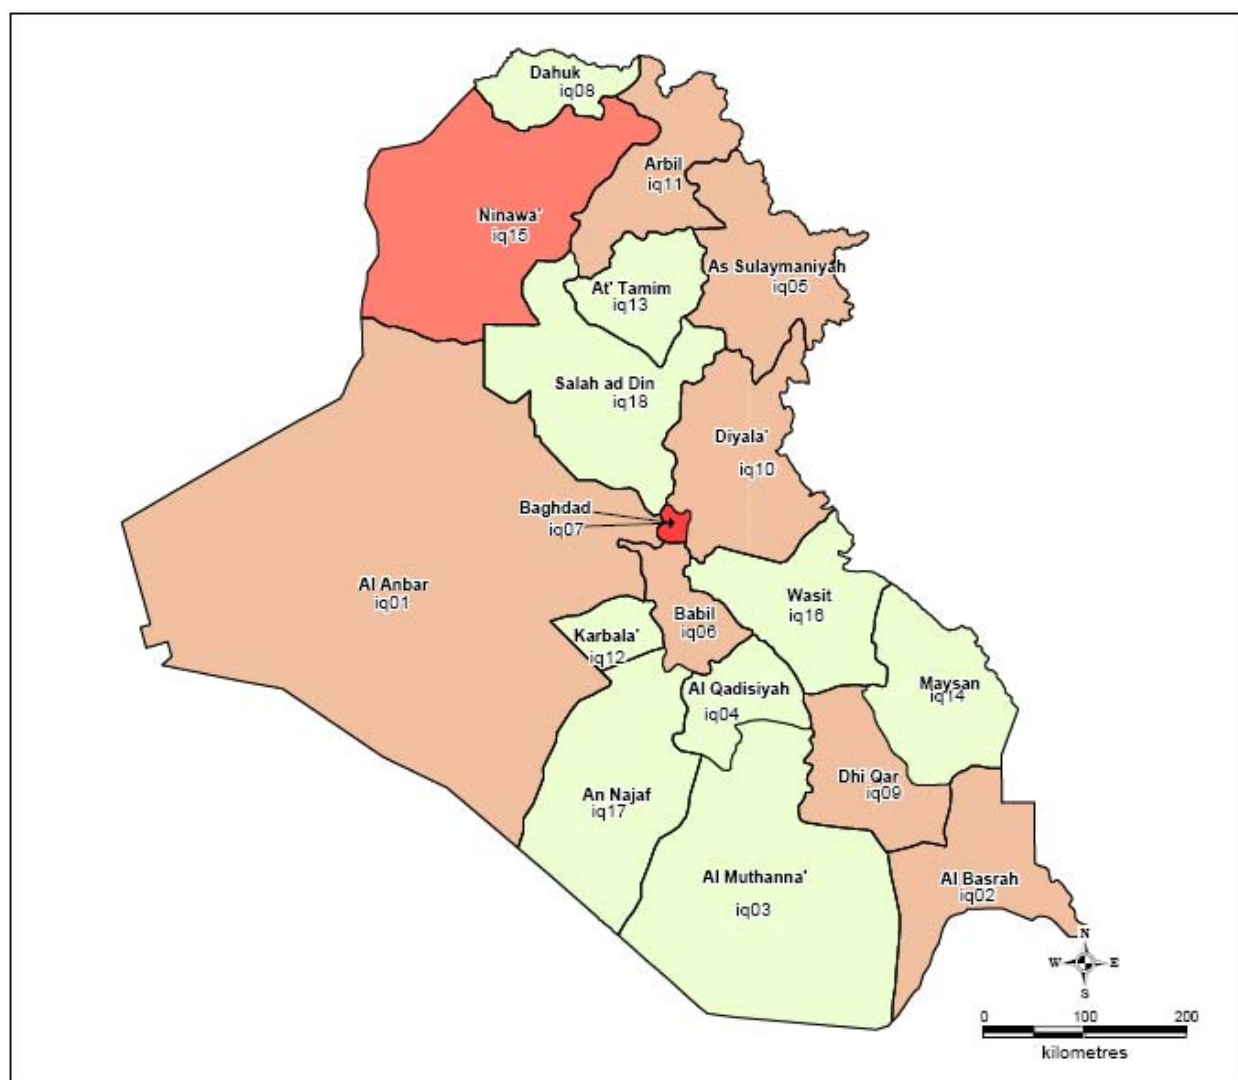 Dahuk
iq08
Arbil
iq11
Ninawa'
iq15
As Sulaymaniyah
iq05
At' Tamim
iq13
Salah ad Din
iq18
Diyala'
iq10
Baghdad
iq07
Al Anbar
iq01
Wasit
iq16
Babil
iq06
Karbala'
iq12
Al Qadisiyah
iq04
Maysan
iq14
Dhi Qar
iq09
An Najaf
iq17
Al Muthanna'
iq03
Al Basrah
iq02
N
W E
S
0 100 200
kilometres